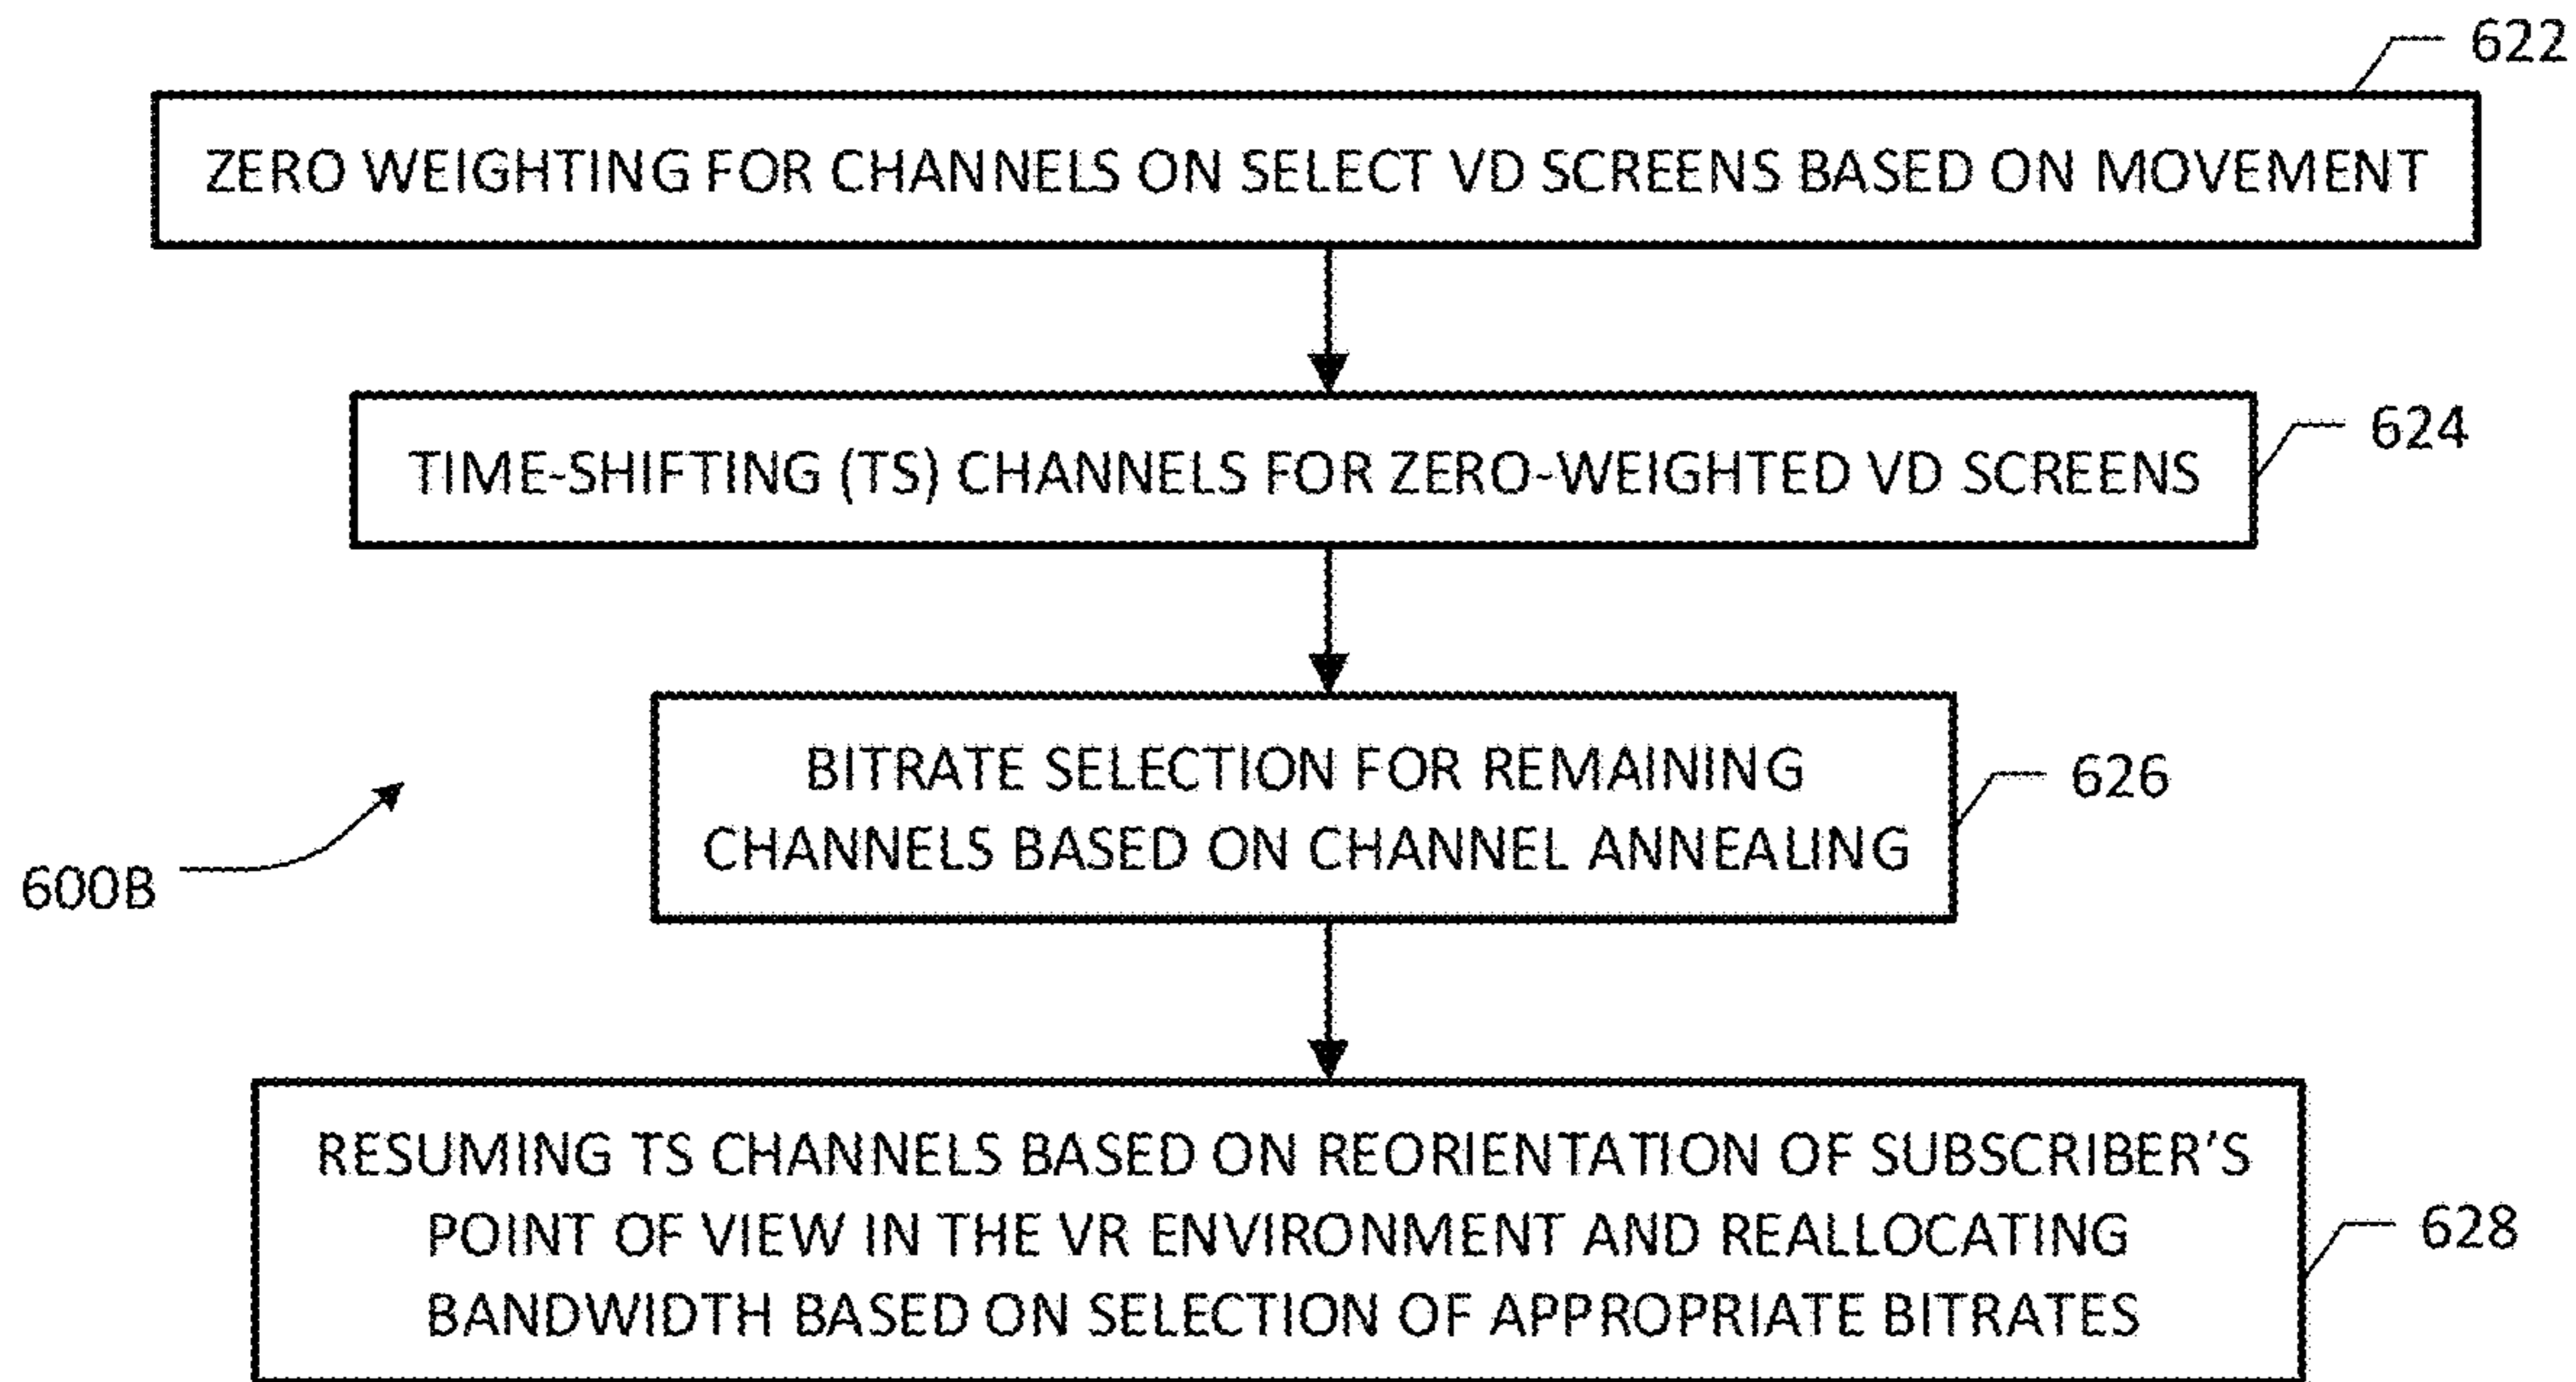 622
ZERO WEIGHTING FOR CHANNELS ON SELECT VD SCREENS BASED ON MOVEMENT
624
TIME-SHIFTING (TS) CHANNELS FOR ZERO-WEIGHTED VD SCREENS
626
BITRATE SELECTION FOR REMAINING
CHANNELS BASED ON CHANNEL ANNEALING
600B
628
RESUMING TS CHANNELS BASED ON REORIENTATION OF SUBSCRIBER'S
POINT OF VIEW IN THE VR ENVIRONMENT AND REALLOCATING
BANDWIDTH BASED ON SELECTION OF APPROPRIATE BITRATES